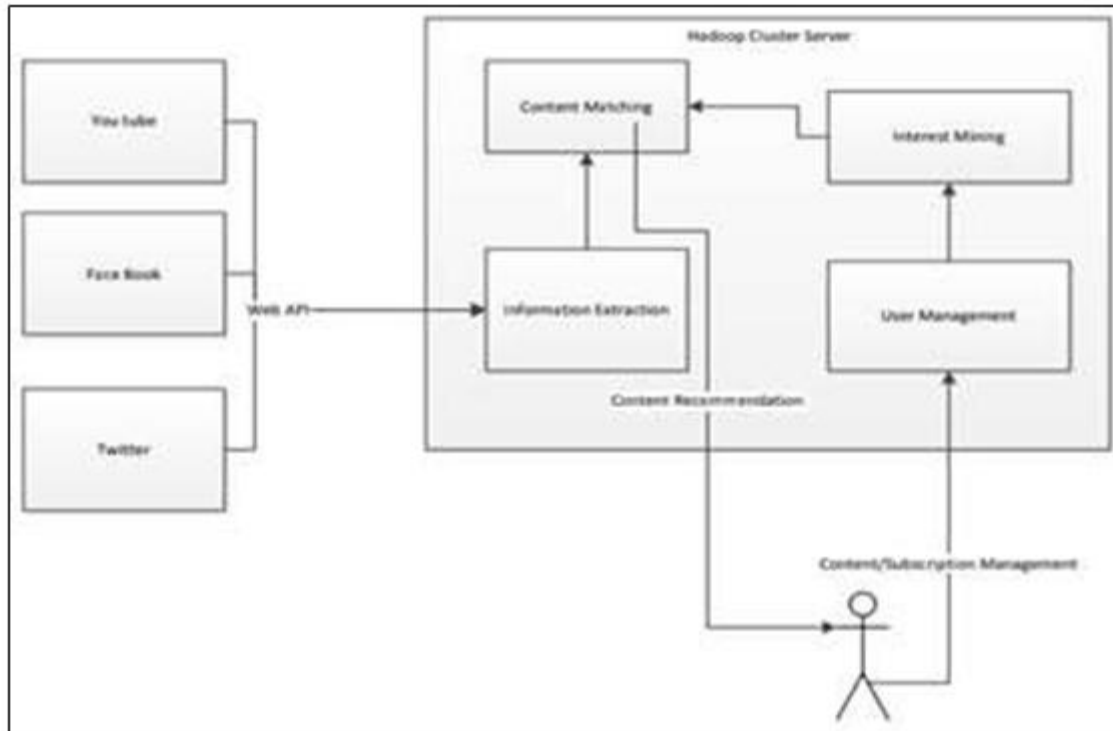 Hadoop Cluster Server
You tube
Content Matching
Interest Mining
Face Book
Web API
Information Extraction
User Management
Content Recommendation
Twitter
Content/Subscription Management